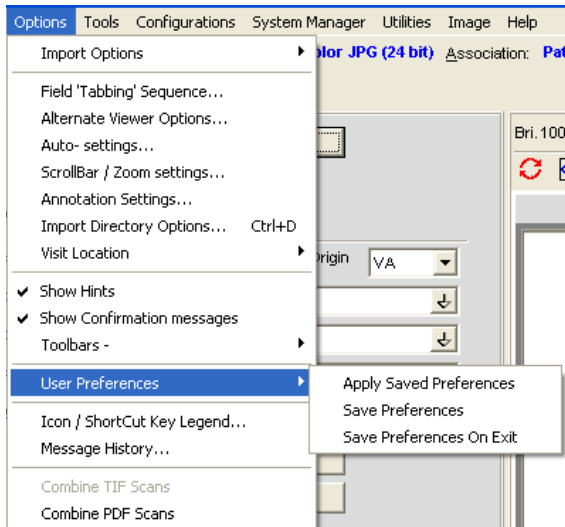 Options Tools Configurations System Manager Utilities Image Help
Import Options
olor JPG (24 bit) Association: Pat
Field 'Tabbing' Sequence...
Alternate Viewer Options...
Auto- settings...
Bri. 100
ScrollBar / Zoom settings...
Annotation Settings...
Import Directory Options... Ctrl+D
Visit Location
Origin VA
Show Hints
Show Confirmation messages
Toolbars -
User Preferences
Apply Saved Preferences
Save Preferences
Save Preferences On Exit
Icon / ShortCut Key Legend...
Message History...
Combine TIF Scans
Combine PDF Scans